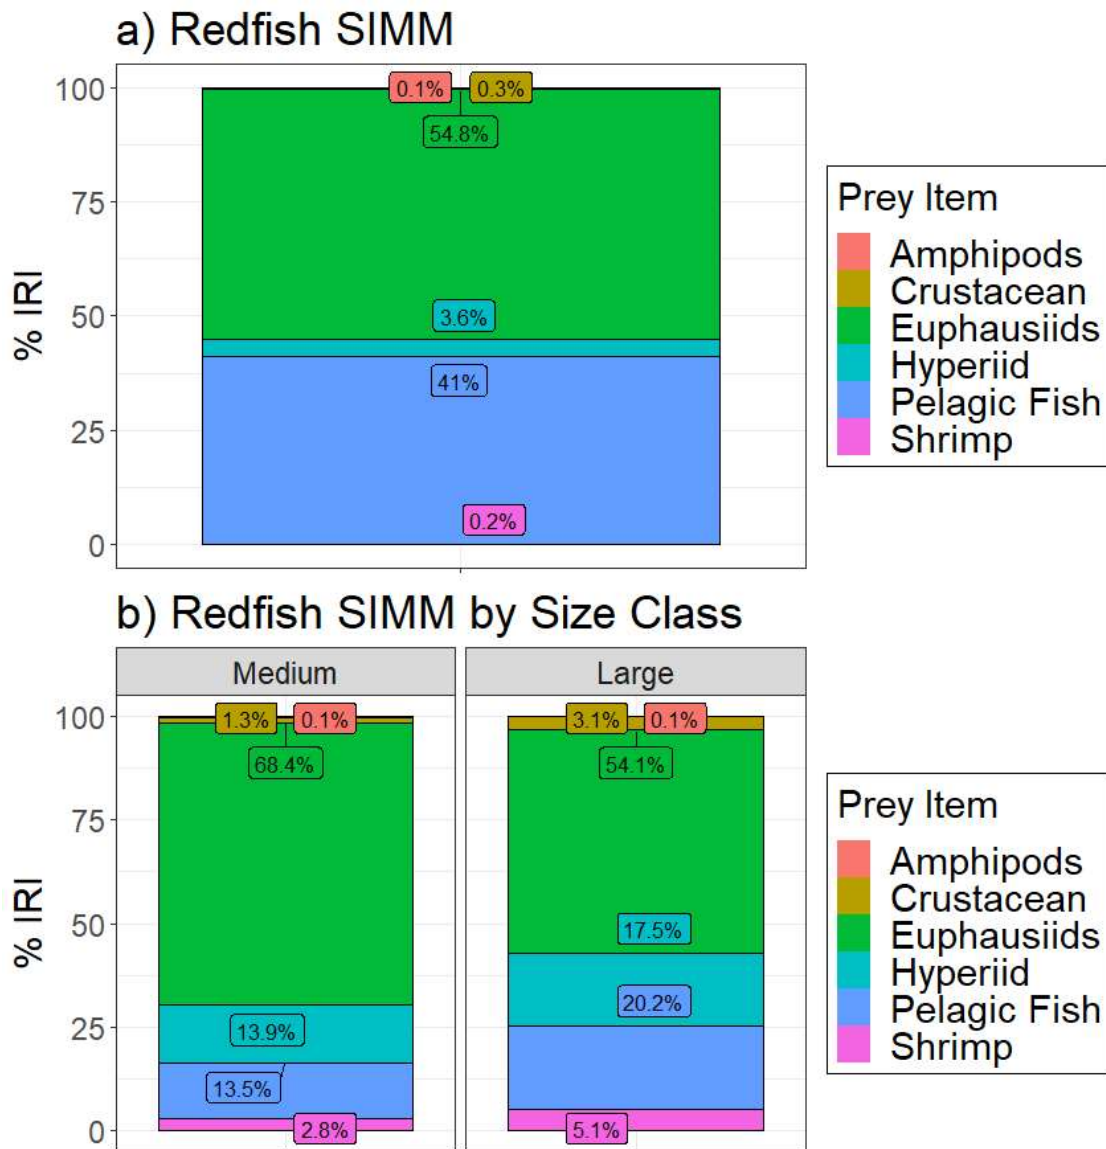 a) Redfish SIMM
% IRI
100
75
50
25
0
0.1% 0.3%
54.8%
3.6%
41%
0.2%
Prey Item
Amphipods
Crustacean
Euphausiids
Hyperiid
Pelagic Fish
Shrimp
b) Redfish SIMM by Size Class
Medium
Large
% IRI
100
75
50
25
0
1.3% 0.1%
68.4%
13.9%
13.5%
2.8%
3.1% 0.1%
54.1%
17.5%
20.2%
5.1%
Prey Item
Amphipods
Crustacean
Euphausiids
Hyperiid
Pelagic Fish
Shrimp